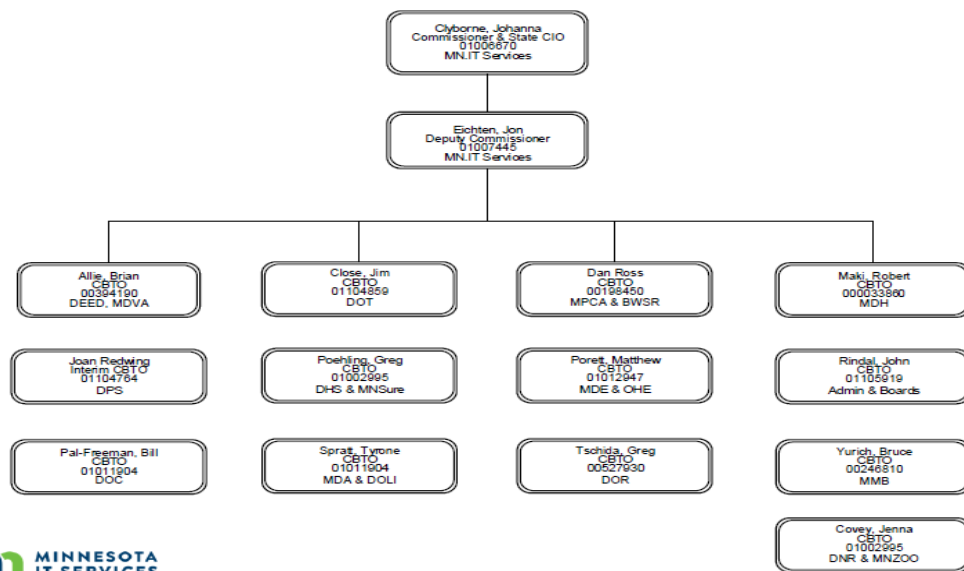 Clyborne, Johanna
Commissioner & State CIO
01006670
MN.IT Services
Eichten, Jon
Deputy Commissioner
01007445
MN.IT Services
Allie, Brian
CBTO
00394190
DEED, MDVA
Close, Jim
CBTO
01104859
DOT
Dan Ross
CBTO
00198450
MPCA & BWSR
Maki, Robert
CBTO
000033860
MDH
Joan Redwing
Interim CBTO
01104764
DPS
Poehling, Greg
CBTO
01002995
DHS & MNSure
Porett, Matthew
CBTO
01012947
MDE & OHE
Rindal, John
CBTO
01105919
Admin & Boards
Pal-Freeman, Bill
CBTO
01011904
DOC
Spratt, Tyrone
CBTO
01011904
MDA & DOLI
Tschida, Greg
CBTO
00527930
DOR
Yurich, Bruce
CBTO
00246810
MMB
Covey, Jenna
CBTO
01002995
DNR & MNZOO
MINNESOTA
IT SERVICES